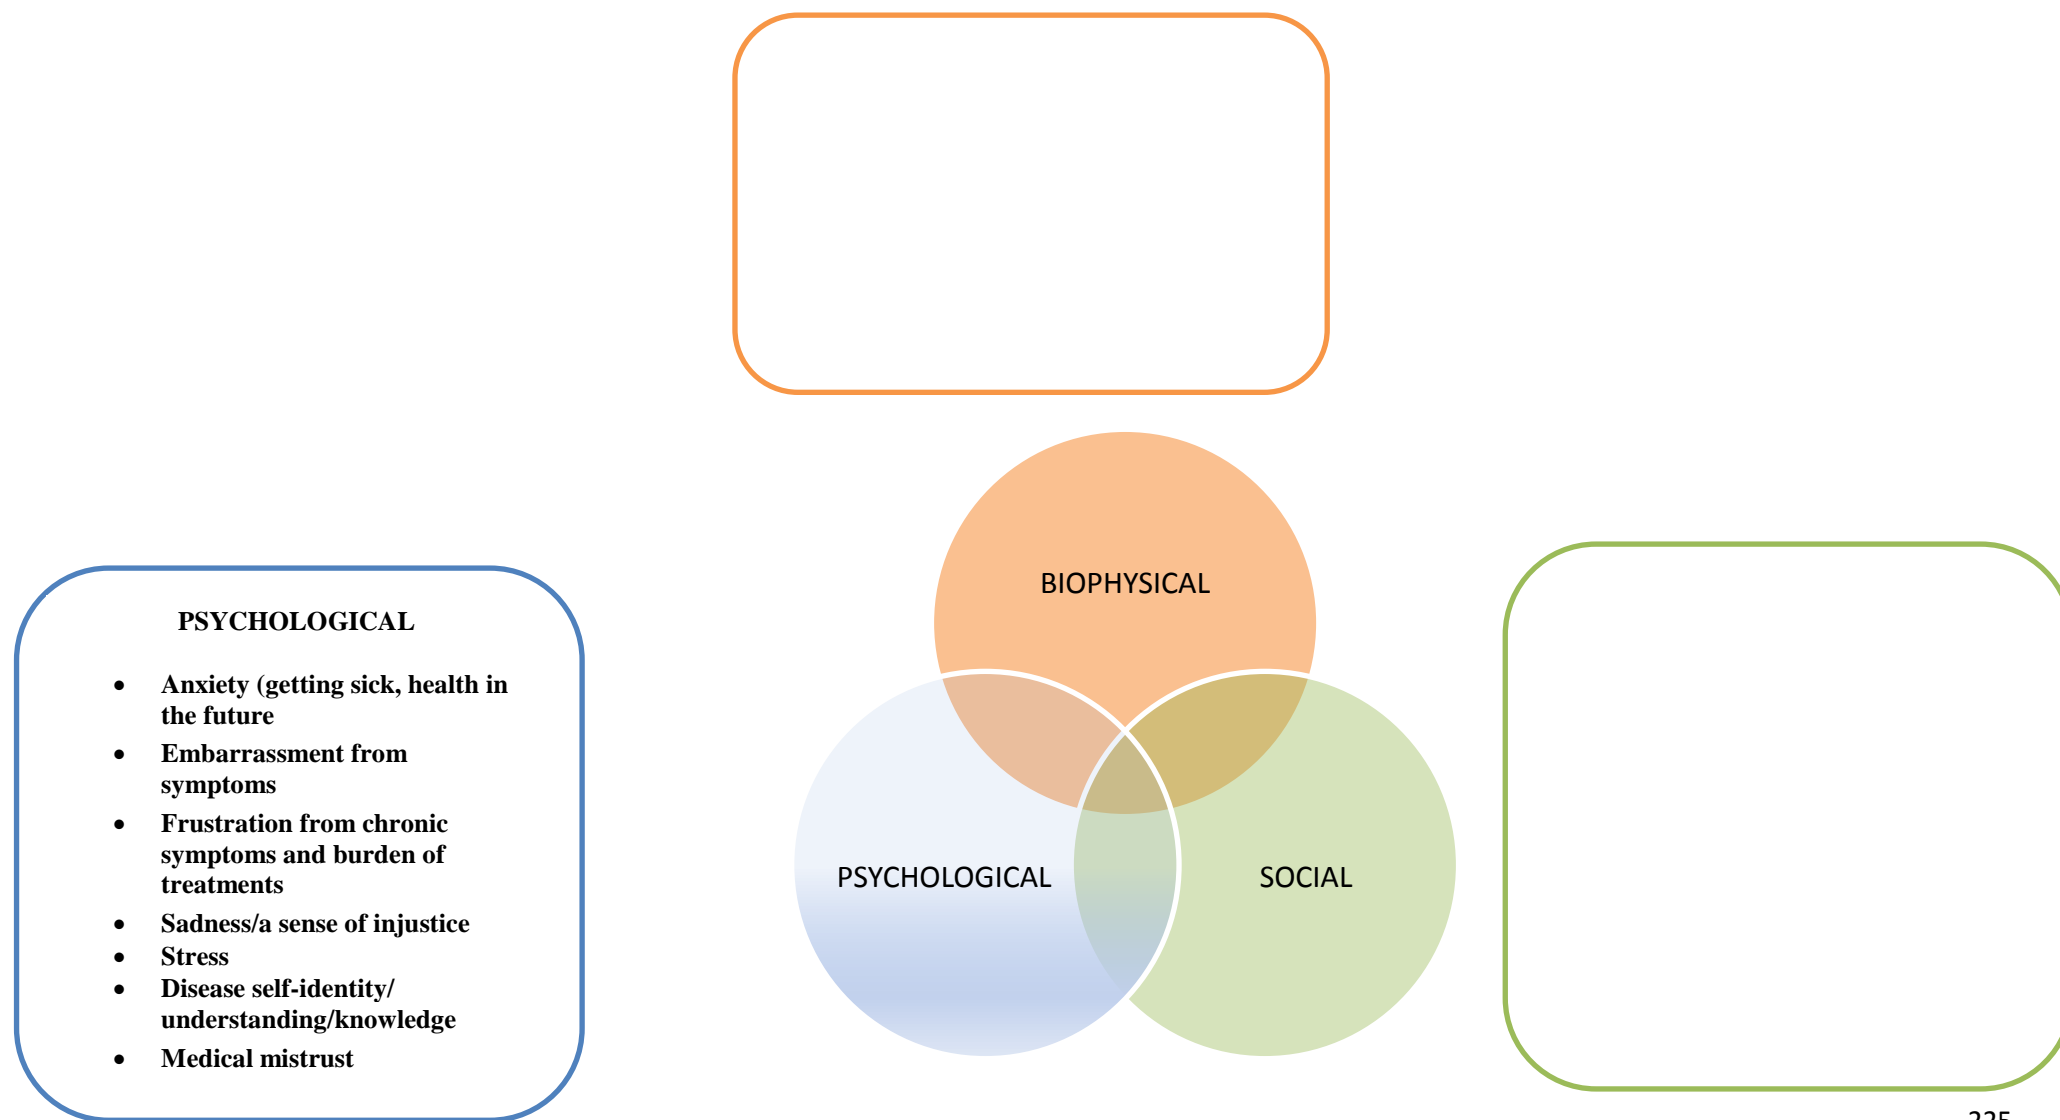 BIOPHYSICAL
PSYCHOLOGICAL
• Anxiety (getting sick, health in
the future
• Embarrassment from
symptoms
• Frustration from chronic
symptoms and burden of
treatments
• Sadness/a sense of injustice
• Stress
• Disease self-identity/
understanding/knowledge
• Medical mistrust
PSYCHOLOGICAL
SOCIAL